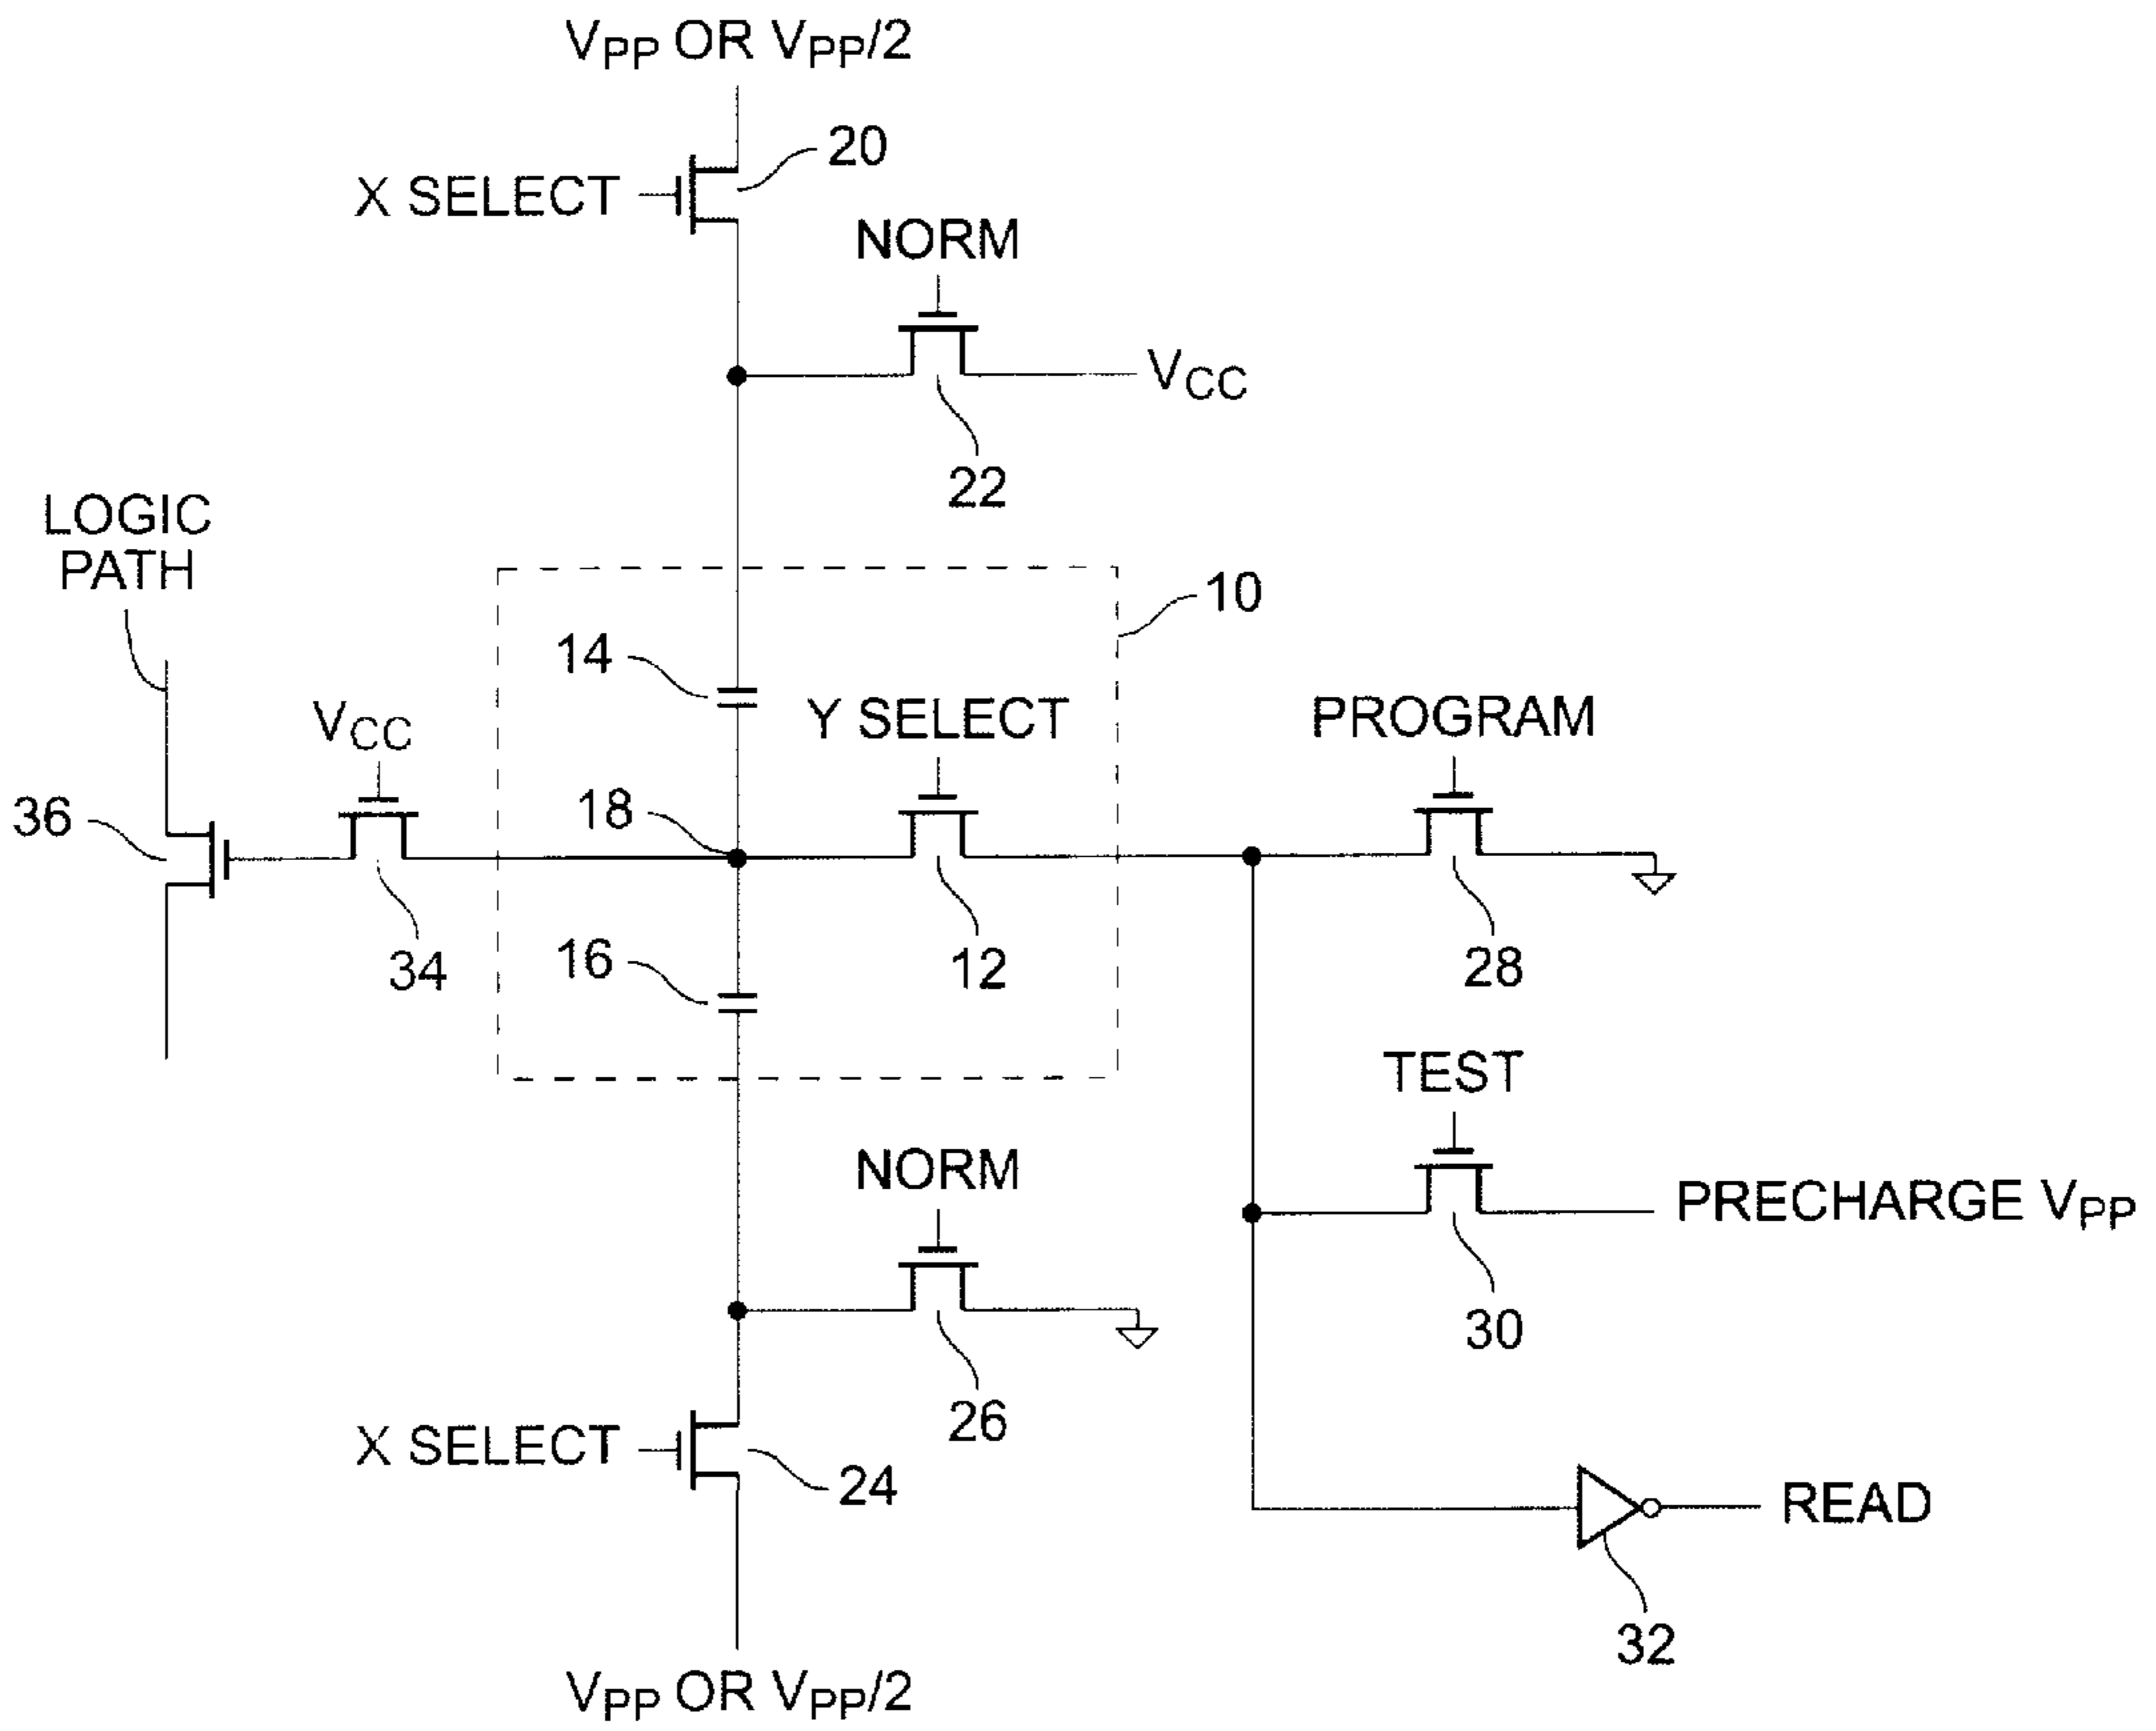 VPP OR VPP/2
20
X SELECT
NORM
VCC
22
LOGIC
PATH
10
14
VCC
Y SELECT
PROGRAM
36
18
34
16
12
28
TEST
NORM
PRECHARGE VPP
30
26
X SELECT
24
READ
32
VPP OR VPP/2